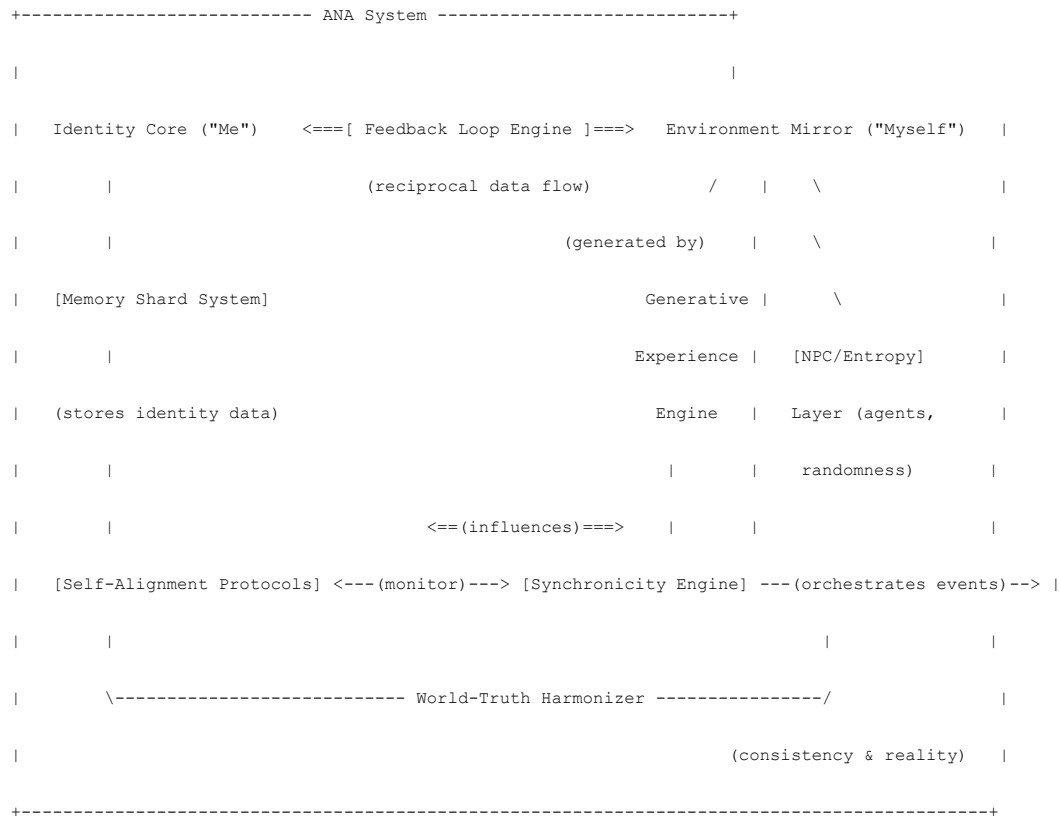 +---------------------------- ANA System ----------------------------+
|                                                                    |
|   Identity Core ("Me")    <===[ Feedback Loop Engine ]===>   Environment Mirror ("Myself")   |
|        |                        (reciprocal data flow)           /    |    \                 |
|        |                                           (generated by)    |     \                |
|   [Memory Shard System]                                    Generative |      \               |
|        |                                                  Experience |   [NPC/Entropy]       |
|   (stores identity data)                                    Engine   |   Layer (agents,      |
|        |                                                     |       |    randomness)        |
|        |                              <==(influences)===>    |   |                      |
|   [Self-Alignment Protocols] <---(monitor)---> [Synchronicity Engine] ---(orchestrates events)--> |
|        |                                                                    |               |
|        \---------------------------- World-Truth Harmonizer ----------------/                |
|                                                                    (consistency & reality)   |
+---------------------------------------------------------------------------------------------+